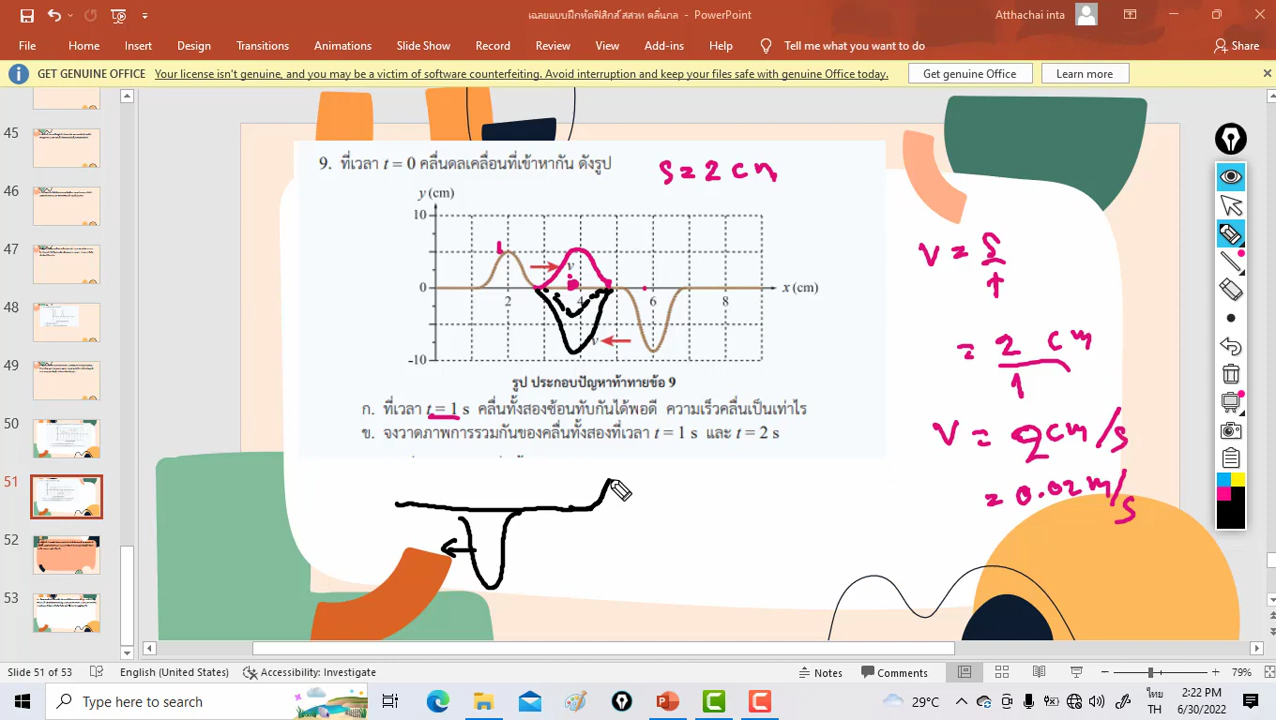 เฉลยแบบฝึกหัดฟิสิกส์ สสวท คลื่นกล - PowerPoint
Atthachai inta
File Home Insert Design Transitions Animations Slide Show Record Review View Add-ins Help Tell me what you want to do Share
GET GENUINE OFFICE Your license isn't genuine, and you may be a victim of software counterfeiting. Avoid interruption and keep your files safe with genuine Office today. Get genuine Office Learn more
45
46
47
48
49
50
51
52
53
9. ที่เวลา t = 0 คลื่นดลเคลื่อนที่เข้าหากัน ดังรูป
S = 2 cm
y (cm)
10
0
-10
2 4 6 8
x (cm)
v
v
รูป ประกอบปัญหาท้าทายข้อ 9
ก. ที่เวลา t = 1 s คลื่นทั้งสองซ้อนทับกันได้พอดี ความเร็วคลื่นเป็นเท่าไร
ข. จงวาดภาพการรวมกันของคลื่นทั้งสองที่เวลา t = 1 s และ t = 2 s
V = S
t
= 2 cm
1
V = 2 cm/s
= 0.02 m/s
Slide 51 of 53 English (United States) Accessibility: Investigate Notes Comments 79%
Type here to search
29°C
ไทย
TH
2:22 PM
6/30/2022